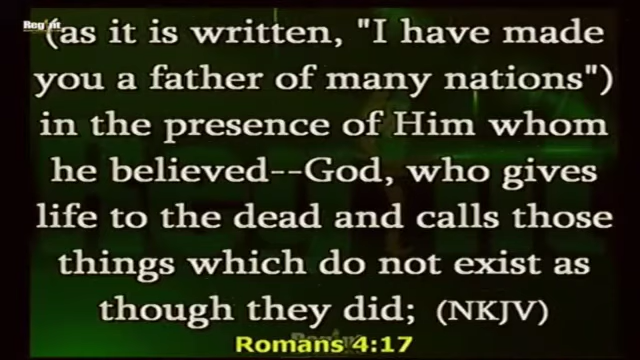 (as it is written, "I have made
you a father of many nations")
in the presence of Him whom
he believed--God, who gives
life to the dead and calls those
things which do not exist as
though they did; (NKJV)
Romans 4:17